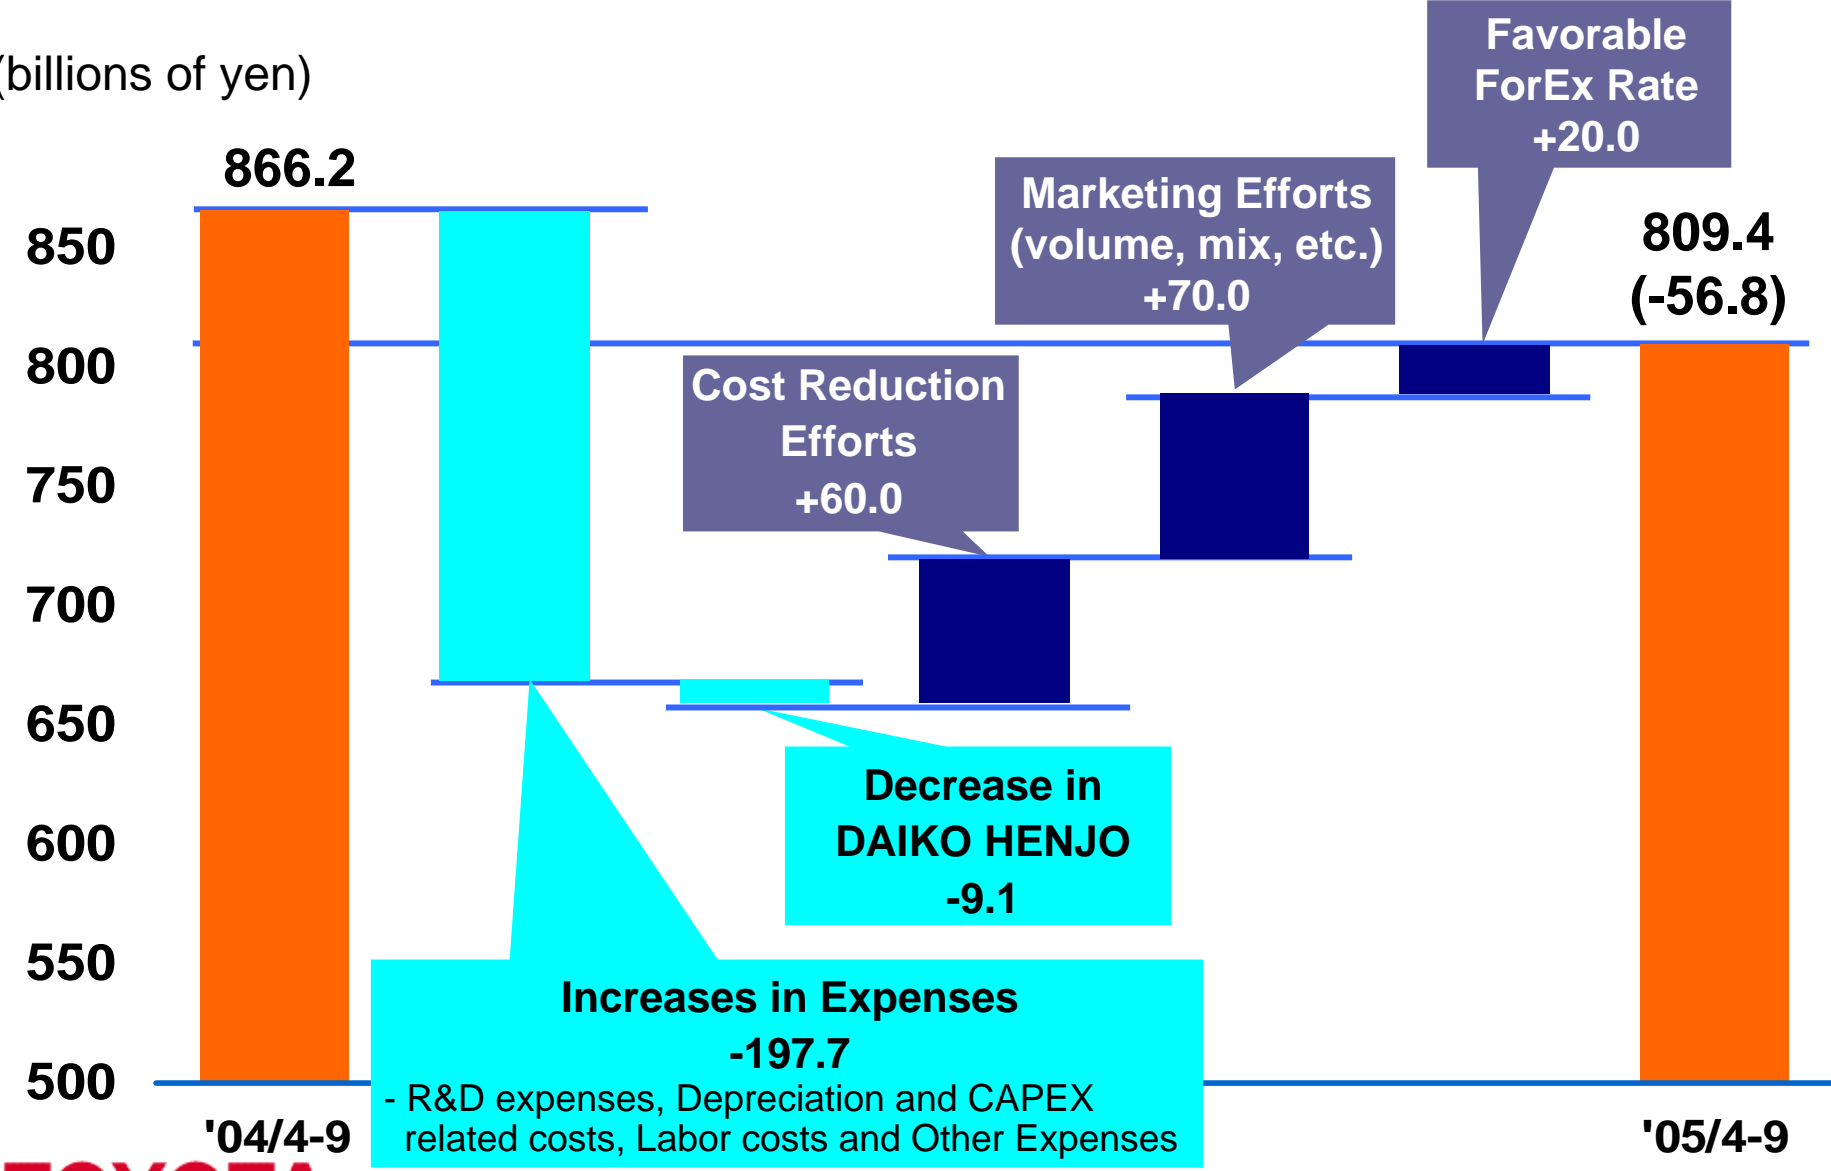 (billions of yen)
Favorable
ForEx Rate
+20.0
866.2
Marketing Efforts
(volume, mix, etc.)
+70.0
809.4
(-56.8)
Cost Reduction
Efforts
+60.0
850
800
750
700
650
600
550
500
Decrease in
DAIKO HENJO
-9.1
Increases in Expenses
-197.7
- R&D expenses, Depreciation and CAPEX
related costs, Labor costs and Other Expenses
'04/4-9
'05/4-9
TOYOTA